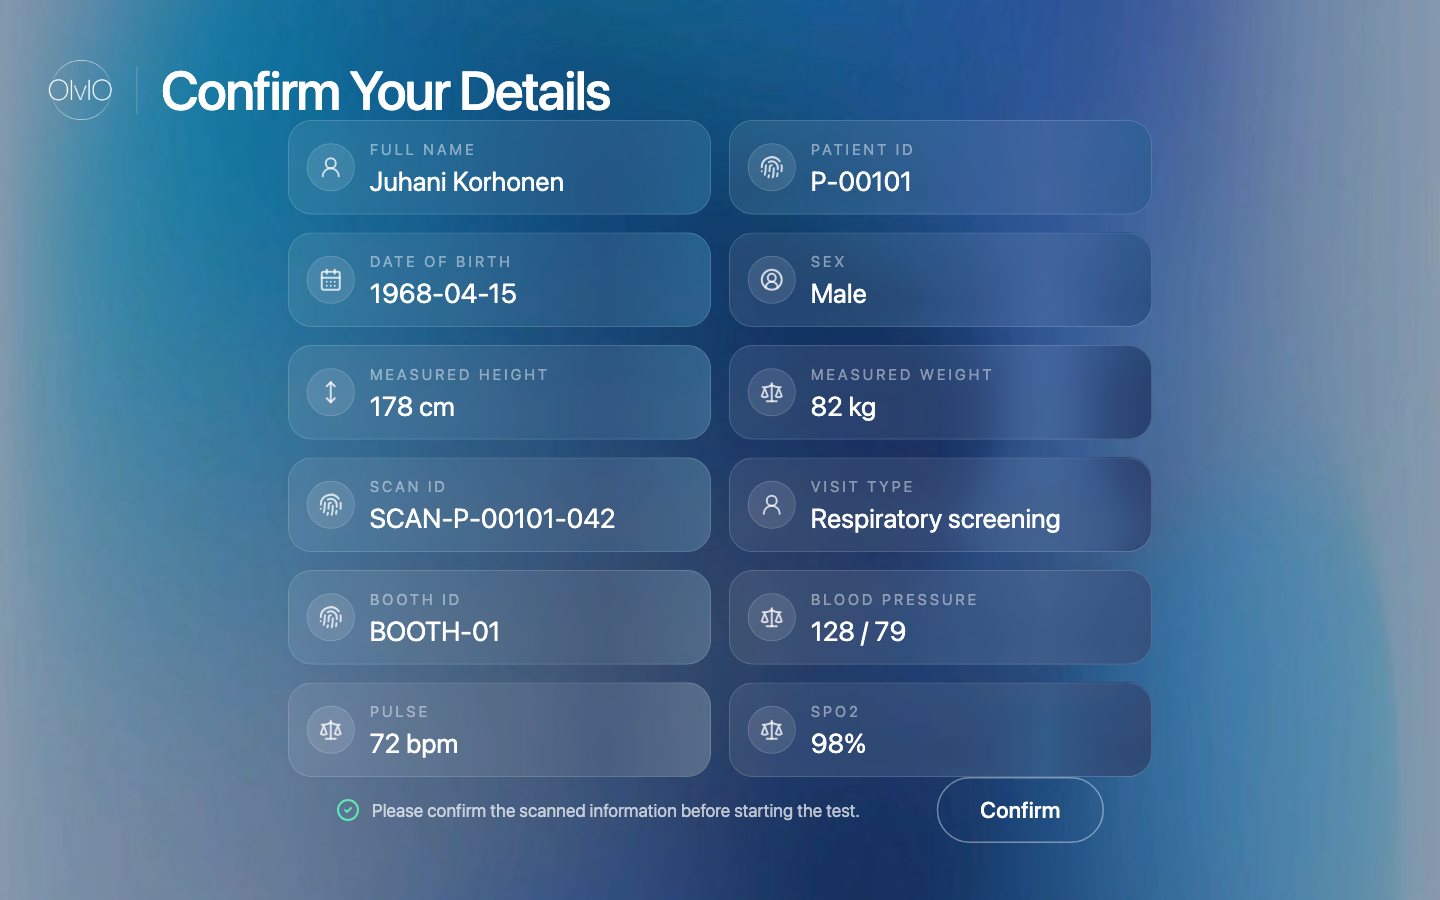 OIVIO
Confirm Your Details
FULL NAME
Juhani Korhonen
PATIENT ID
P-00101
DATE OF BIRTH
1968-04-15
SEX
Male
MEASURED HEIGHT
178 cm
MEASURED WEIGHT
82 kg
SCAN ID
SCAN-P-00101-042
VISIT TYPE
Respiratory screening
BOOTH ID
BOOTH-01
BLOOD PRESSURE
128 / 79
PULSE
72 bpm
SPO2
98%
Please confirm the scanned information before starting the test.
Confirm